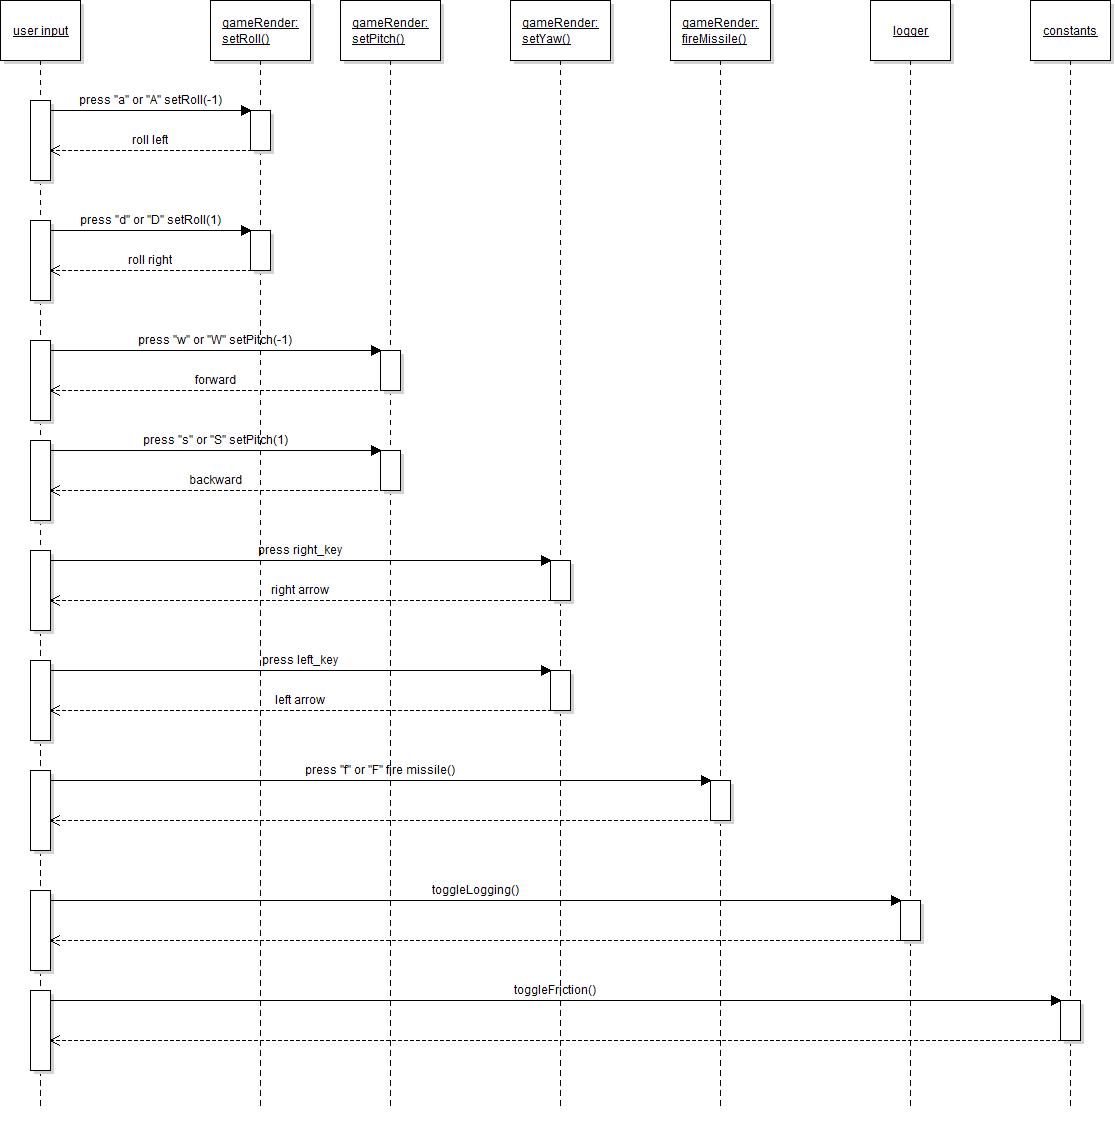 user input
gameRender:
setRoll()
gameRender:
setPitch()
gameRender:
setYaw()
gameRender:
fireMissile()
logger
constants
press "a" or "A" setRoll(-1)
roll left
press "d" or "D" setRoll(1)
roll right
press "w" or "W" setPitch(-1)
forward
press "s" or "S" setPitch(1)
backward
press right_key
right arrow
press left_key
left arrow
press "f" or "F" fire missile()
toggleLogging()
toggleFriction()